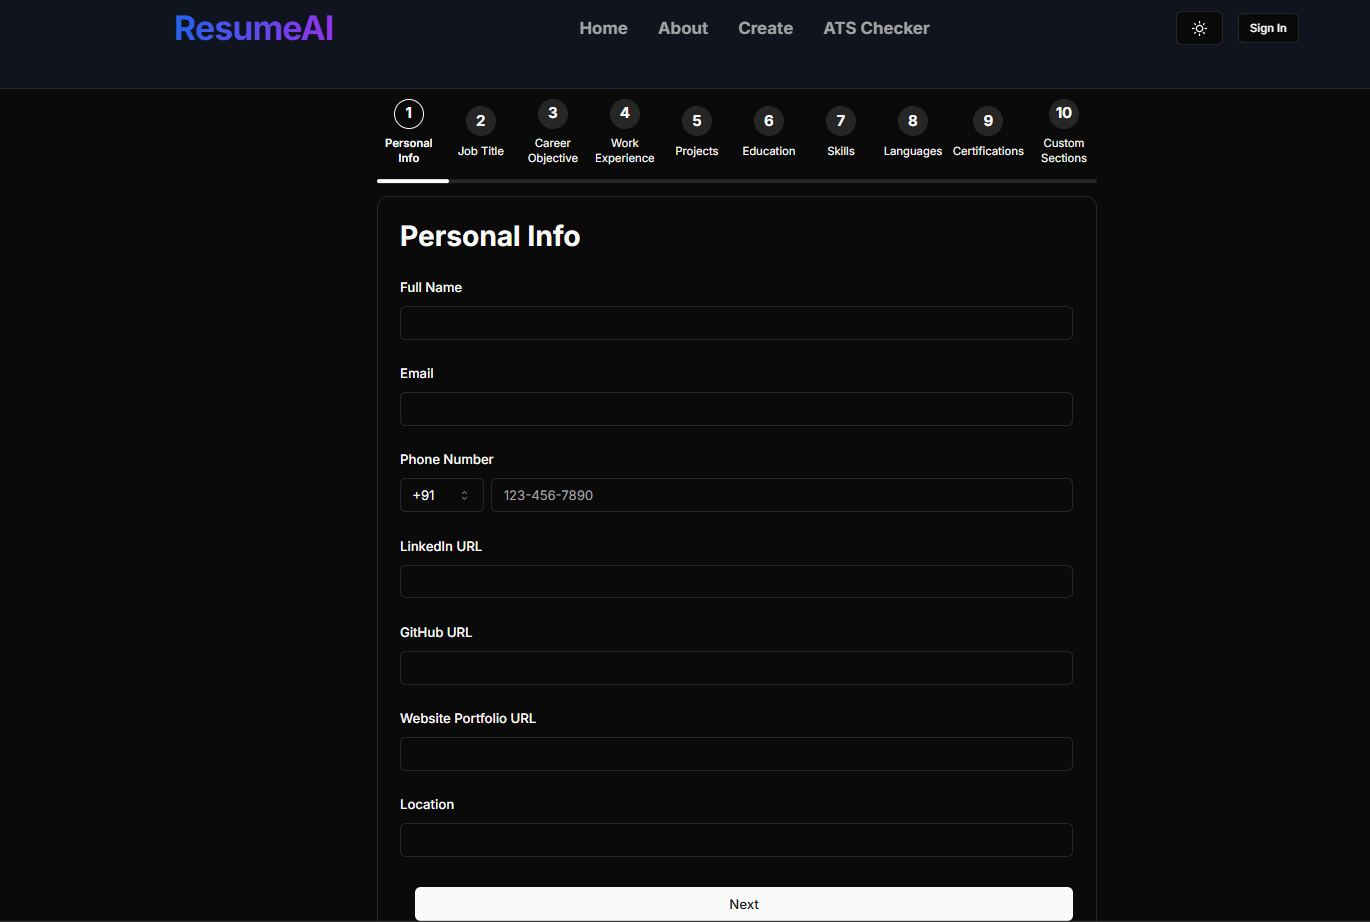 ResumeAI
Home About Create ATS Checker
Sign In
1
Personal
Info
2
Job Title
3
Career
Objective
4
Work
Experience
5
Projects
6
Education
7
Skills
8
Languages
9
Certifications
10
Custom
Sections
Personal Info
Full Name
Email
Phone Number
+91 123-456-7890
LinkedIn URL
GitHub URL
Website Portfolio URL
Location
Next